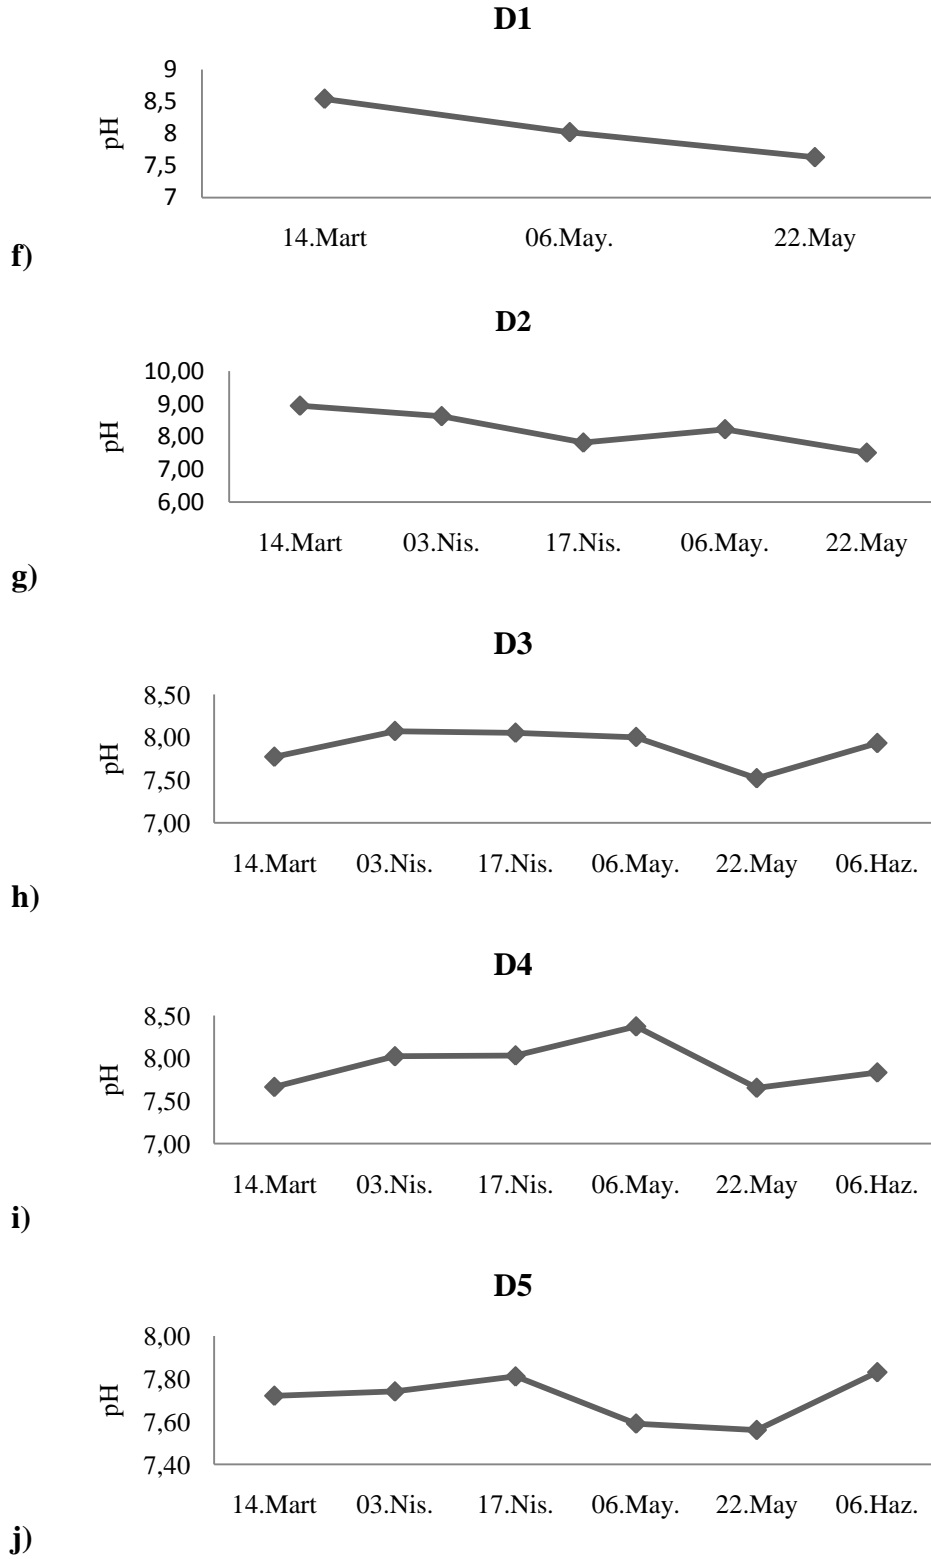 D1
9
8,5
8
7,5
7
pH
14.Mart 06.May. 22.May
f)
D2
10,00
9,00
8,00
7,00
6,00
pH
14.Mart 03.Nis. 17.Nis. 06.May. 22.May
g)
D3
8,50
8,00
7,50
7,00
pH
14.Mart 03.Nis. 17.Nis. 06.May. 22.May 06.Haz.
h)
D4
8,50
8,00
7,50
7,00
pH
14.Mart 03.Nis. 17.Nis. 06.May. 22.May 06.Haz.
i)
D5
8,00
7,80
7,60
7,40
pH
14.Mart 03.Nis. 17.Nis. 06.May. 22.May 06.Haz.
j)